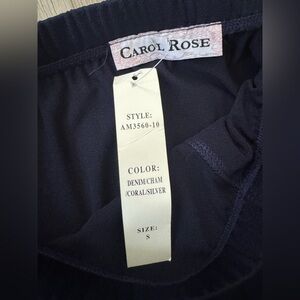 CAROL ROSE
STYLE:
AM3560-10
COLOR:
DENIM/CHAM
/CORAL/SILVER
SIZE:
S